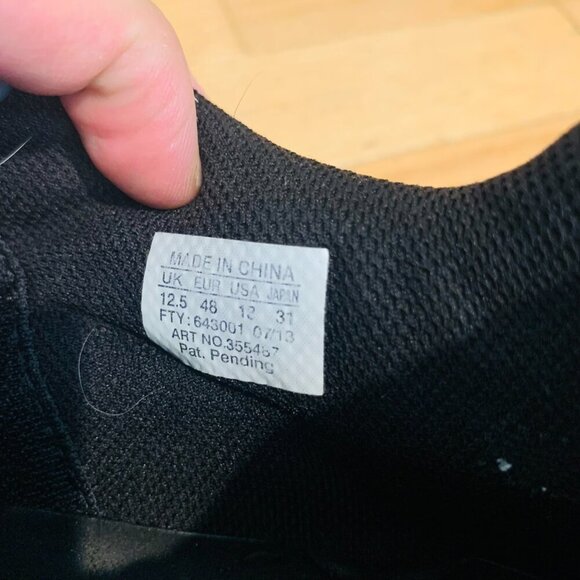 MADE IN CHINA
UK EUR USA JAPAN
12.5 48 13 31
FTY: 643001 07/13
ART NO.355487
Pat. Pending